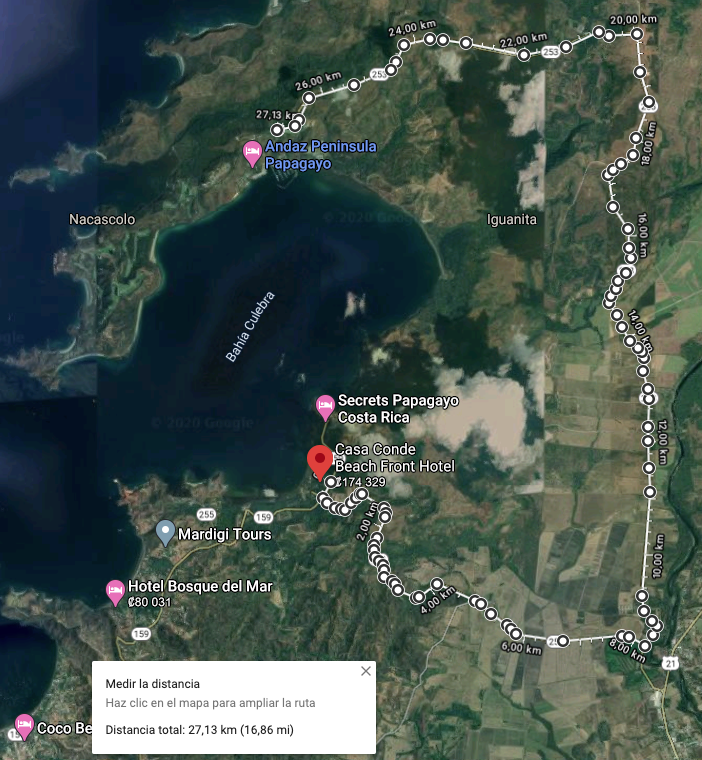 24,00 km
20,00 km
22,00 km
253
253
26,00 km
27,13 k
Andaz Peninsula
Papagayo
18,00 km
Nacascolo
© 2020 Google
Iguanita
16,00 km
Bahía Culebra
14,00 km
Secrets Papagayo
Costa Rica
© 2020 Google
12,00 km
Casa Conde
Beach Front Hotel
₡174 329
255
159
2,00 km
Mardigi Tours
10,00 km
Hotel Bosque del Mar
₡80 031
4,00 km
159
6,00 km
8,00 km
21
Medir la distancia
Haz clic en el mapa para ampliar la ruta
Distancia total: 27,13 km (16,86 mi)
Coco Be